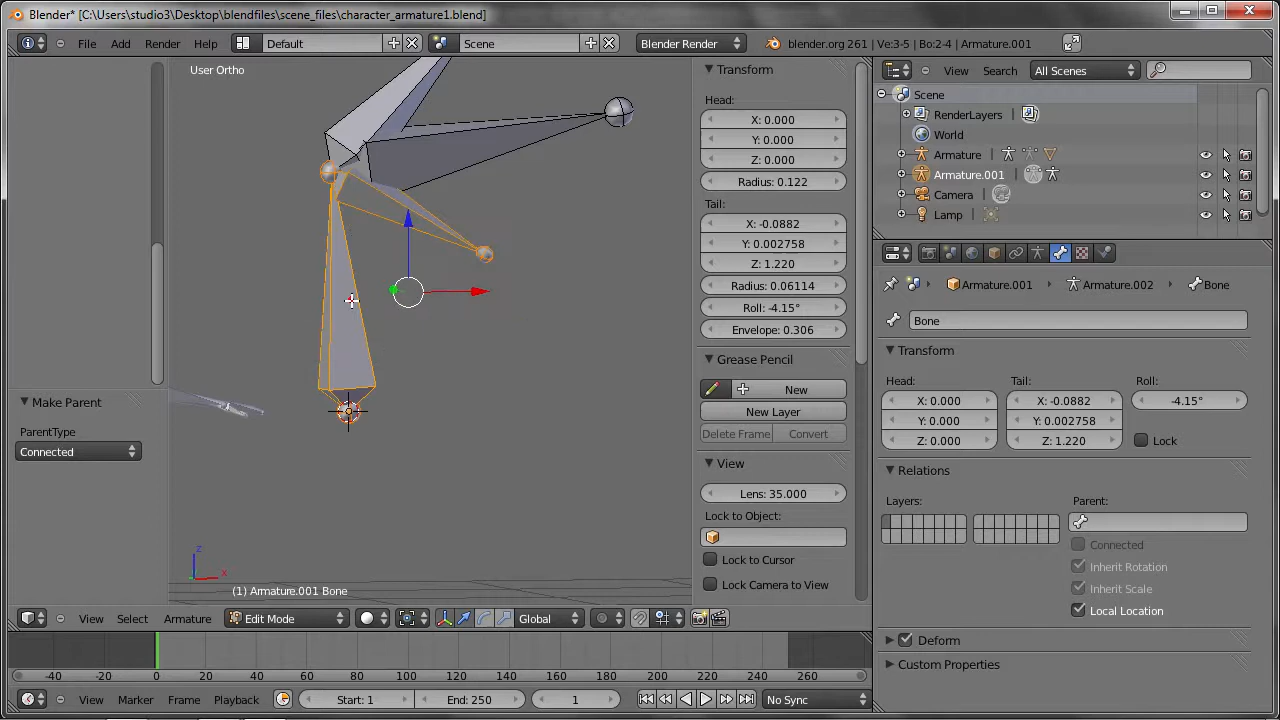 Blender* [C:\Users\studio3\Desktop\blendfiles\scene_files\character_armature1.blend]
File Add Render Help Default Scene Blender Render blender.org 261 | Ve:3-5 | Bo:2-4 | Armature.001
User Ortho
Transform
Head:
X: 0.000
Y: 0.000
Z: 0.000
Radius: 0.122
Tail:
X: -0.0882
Y: 0.002758
Z: 1.220
Radius: 0.06114
Roll: -4.15°
Envelope: 0.306
Grease Pencil
New
New Layer
Delete Frame Convert
View
Lens: 35.000
Lock to Object:
Lock to Cursor
Lock Camera to View
Make Parent
ParentType
Connected
z
x
(1) Armature.001 Bone
View Select Armature Edit Mode Global
-40 -20 0 20 40 60 80 100 120 140 160 180 200 220 240 260
View Marker Frame Playback Start: 1 End: 250 1 No Sync
View Search All Scenes
Scene
RenderLayers
World
Armature
Armature.001
Camera
Lamp
Armature.001 Armature.002 Bone
Bone
Transform
Head: Tail: Roll:
X: 0.000 X: -0.0882 -4.15°
Y: 0.000 Y: 0.002758
Z: 0.000 Z: 1.220 Lock
Relations
Layers: Parent:
Connected
Inherit Rotation
Inherit Scale
Local Location
Deform
Custom Properties